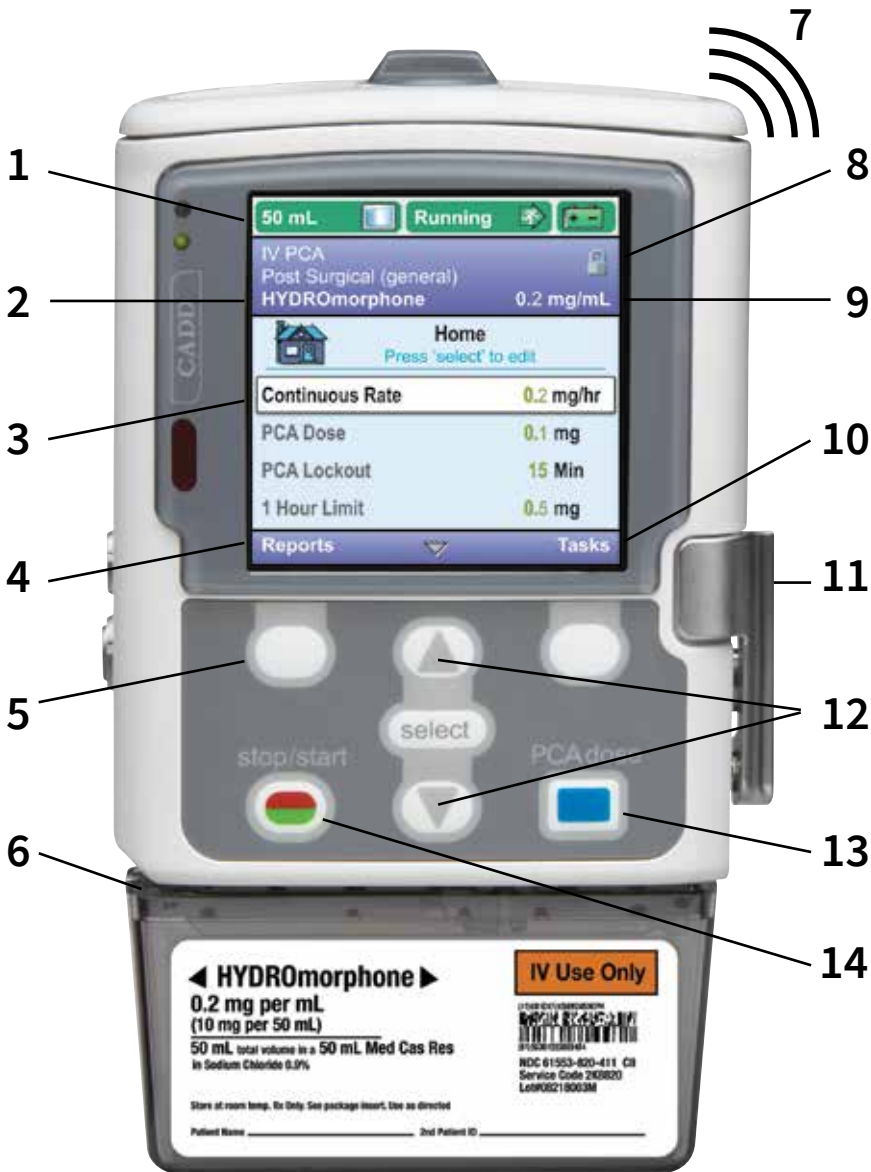 7
1
8
50 mL Running
IV PCA
Post Surgical (general)
2
HYDROmorphone 0.2 mg/mL
9
CADD
Home
Press 'select' to edit
Continuous Rate 0.2 mg/hr
3
PCA Dose 0.1 mg
10
PCA Lockout 15 Min
1 Hour Limit 0.5 mg
Reports Tasks
4
11
5
select
12
stop/start
PCA dose
6
13
14
HYDROmorphone
IV Use Only
0.2 mg per mL
(10 mg per 50 mL)
50 mL total volume in a 50 mL Med Cas Res
in Sodium Chloride 0.9%
NDC 61553-820-411 CII
Service Code 2K8820
Lot#08218003M
Store at room temp. Rx Only. See package insert. Use as directed
Patient Name 2nd Patient ID